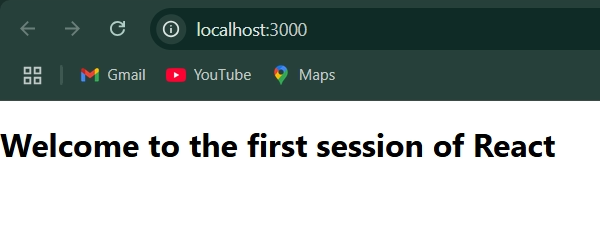 localhost:3000
Gmail YouTube Maps
Welcome to the first session of React